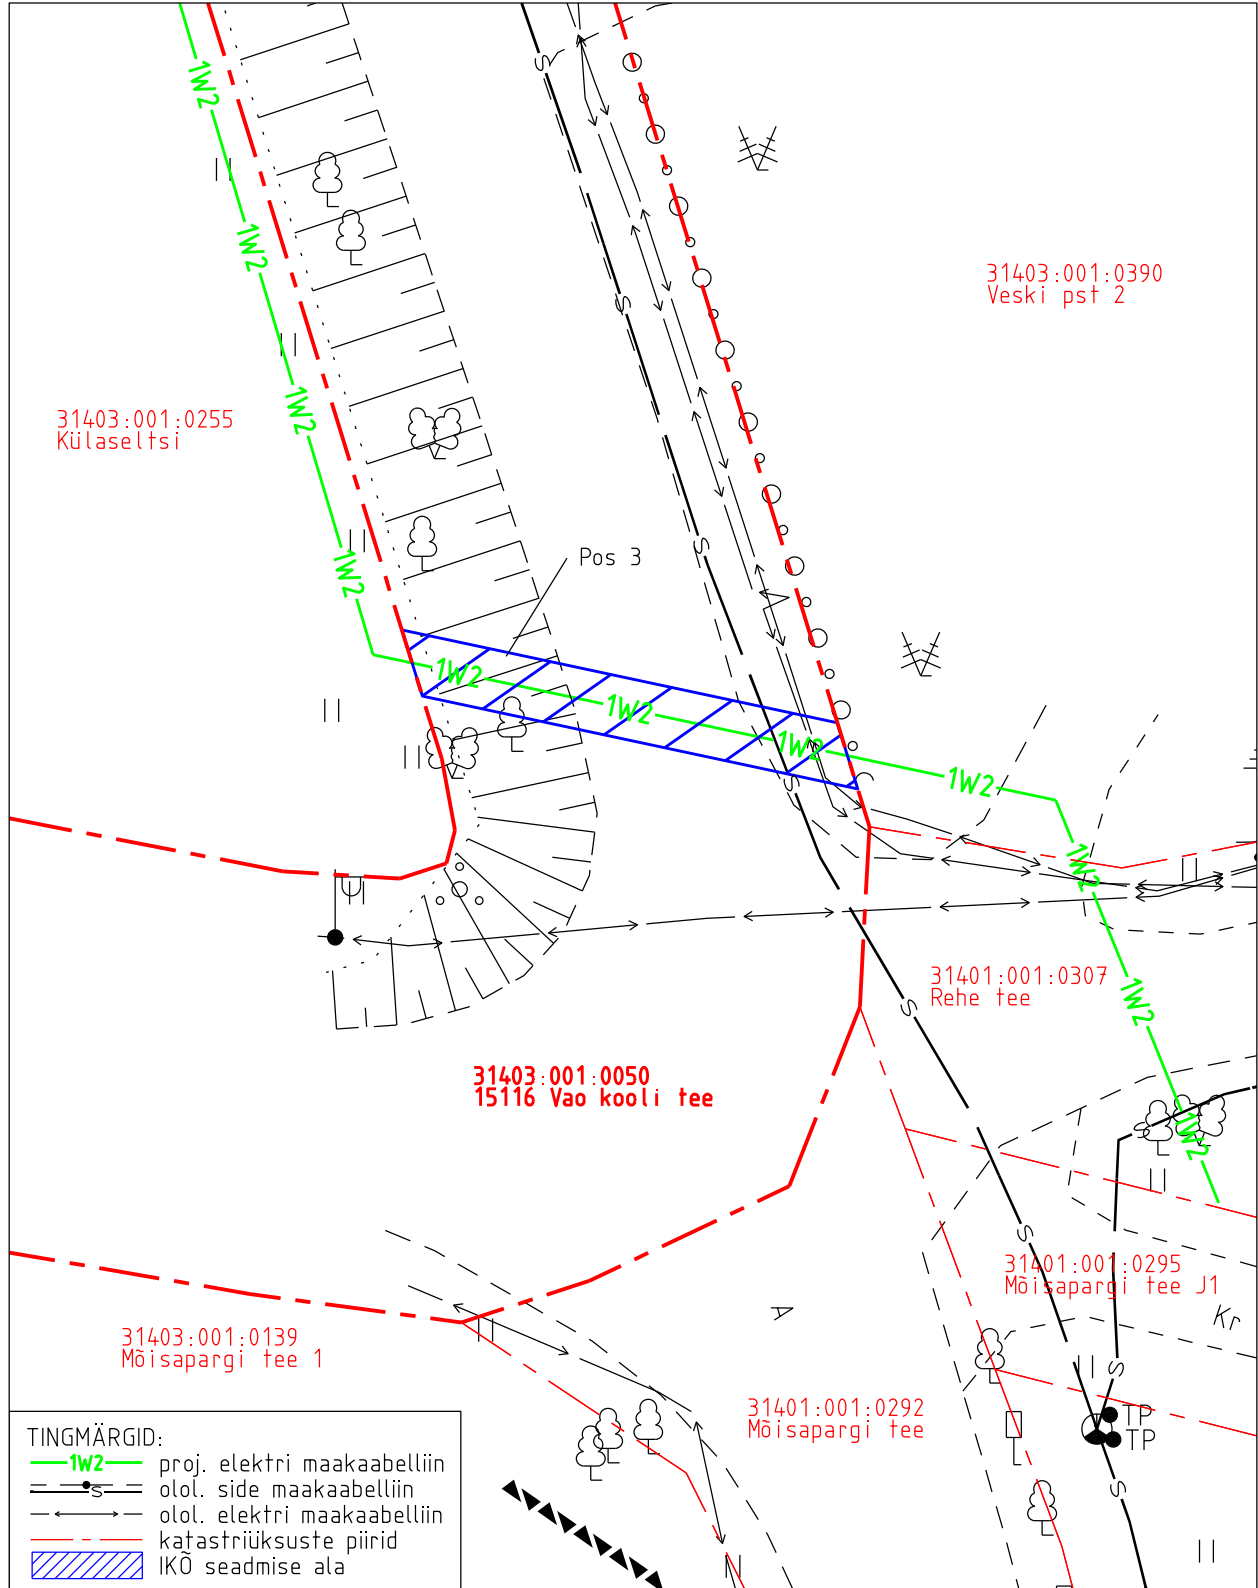 1W2
S
1W2
31403:001:0390
Veski pst 2
S
1W2
31403:001:0255
Külaseltsi
S
Pos 3
1W2
1W2
1W2
1W2
1W2
S
1W2
31401:001:0307
Rehe tee
1W2
S
31403:001:0050
15116 Vao kooli tee
1W2
S
31401:001:0295
Mõisapargi tee J1
A
Kr
31403:001:0139
Mõisapargi tee 1
S
31401:001:0292
Mõisapargi tee
TP
TP
S
TINGMÄRGID:
1W2 proj. elektri maakaabelliin
S olol. side maakaabelliin
olol. elektri maakaabelliin
katastriüksuste piirid
IKÕ seadmise ala